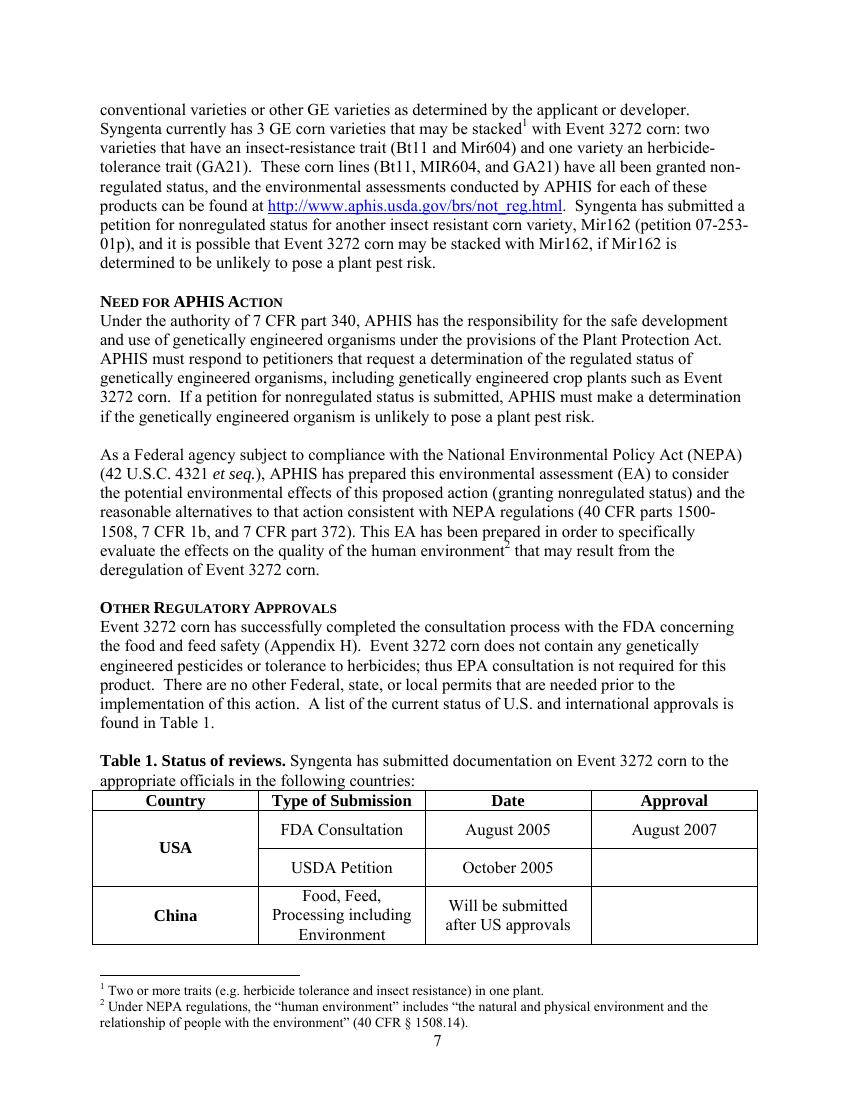 conventional varieties or other GE varieties as determined by the applicant or developer.
Syngenta currently has 3 GE corn varieties that may be stacked1 with Event 3272 corn: two
varieties that have an insect-resistance trait (Bt11 and Mir604) and one variety an herbicide-
tolerance trait (GA21).  These corn lines (Bt11, MIR604, and GA21) have all been granted non-
regulated status, and the environmental assessments conducted by APHIS for each of these
products can be found at http://www.aphis.usda.gov/brs/not_reg.html.  Syngenta has submitted a
petition for nonregulated status for another insect resistant corn variety, Mir162 (petition 07-253-
01p), and it is possible that Event 3272 corn may be stacked with Mir162, if Mir162 is
determined to be unlikely to pose a plant pest risk.
NEED FOR APHIS ACTION
Under the authority of 7 CFR part 340, APHIS has the responsibility for the safe development
and use of genetically engineered organisms under the provisions of the Plant Protection Act.
APHIS must respond to petitioners that request a determination of the regulated status of
genetically engineered organisms, including genetically engineered crop plants such as Event
3272 corn.  If a petition for nonregulated status is submitted, APHIS must make a determination
if the genetically engineered organism is unlikely to pose a plant pest risk.
As a Federal agency subject to compliance with the National Environmental Policy Act (NEPA)
(42 U.S.C. 4321 et seq.), APHIS has prepared this environmental assessment (EA) to consider
the potential environmental effects of this proposed action (granting nonregulated status) and the
reasonable alternatives to that action consistent with NEPA regulations (40 CFR parts 1500-
1508, 7 CFR 1b, and 7 CFR part 372). This EA has been prepared in order to specifically
evaluate the effects on the quality of the human environment2 that may result from the
deregulation of Event 3272 corn.
OTHER REGULATORY APPROVALS
Event 3272 corn has successfully completed the consultation process with the FDA concerning
the food and feed safety (Appendix H).  Event 3272 corn does not contain any genetically
engineered pesticides or tolerance to herbicides; thus EPA consultation is not required for this
product.  There are no other Federal, state, or local permits that are needed prior to the
implementation of this action.  A list of the current status of U.S. and international approvals is
found in Table 1.
Table 1. Status of reviews. Syngenta has submitted documentation on Event 3272 corn to the
appropriate officials in the following countries:
Country Type of Submission Date Approval
USA
FDA Consultation August 2005 August 2007
USDA Petition October 2005
China
Food, Feed,
Processing including
Environment
Will be submitted
after US approvals
1 Two or more traits (e.g. herbicide tolerance and insect resistance) in one plant.
2 Under NEPA regulations, the “human environment” includes “the natural and physical environment and the
relationship of people with the environment” (40 CFR § 1508.14).
7